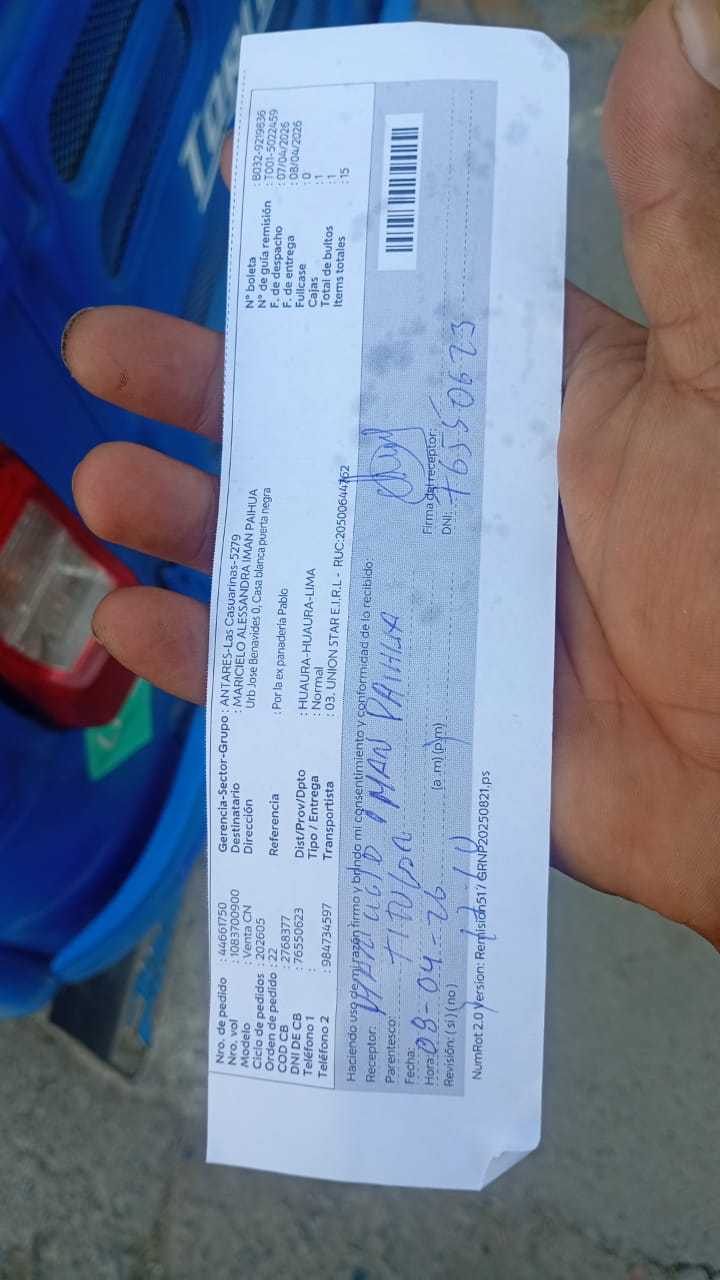 Nro. de pedido : 44661750
Nro. vol : 1083700900
Modelo : Venta CN
Ciclo de pedidos : 202605
Orden de pedido : 22
COD CB : 2768377
DNI DE CB : 76550623
Teléfono 1 :
Teléfono 2 : 984734597
Gerencia-Sector-Grupo : ANTARES-Las Casuarinas-5279
Destinatario : MARICIELO ALESSANDRA IMAN PAIHUA
Dirección Urb Jose Benavides 0, Casa blanca puerta negra
Referencia : Por la ex panaderia Pablo
Dist/Prov/Dpto : HUAURA-HUAURA-LIMA
Tipo / Entrega : Normal
Transportista : 03. UNION STAR E.I.R.L - RUC:20500644762
N° boleta : B032-9219636
N° de guía remisión : T001-5022459
F. de despacho : 07/04/2026
F. de entrega : 08/04/2026
Fullcase : 0
Cajas : 1
Total de bultos : 1
Items totales : 15
Haciendo uso de mi razón firmo y brindo mi consentimiento y conformidad de lo recibido:
Receptor: IMAN PAIHUA
Parentesco: TITULAR
Fecha: 08-04-26
Hora: (a.m) (p.m)
Revisión: ( si ) ( no )
Firma del receptor:
DNI: 76550623
NumRot 2.0 Version: Remision51 / GRNP20250821.ps